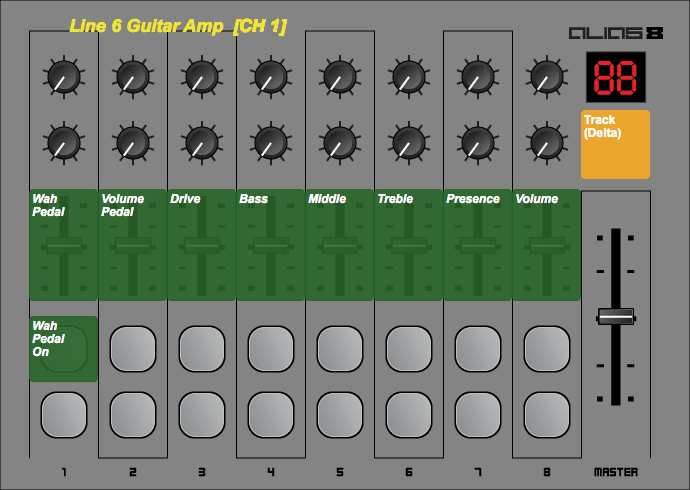 Line 6 Guitar Amp [CH 1]
ALIAS 8
88
Track
(Delta)
Wah
Pedal
Volume
Pedal
Drive
Bass
Middle
Treble
Presence
Volume
Wah
Pedal
On
1 2 3 4 5 6 7 8 MASTER